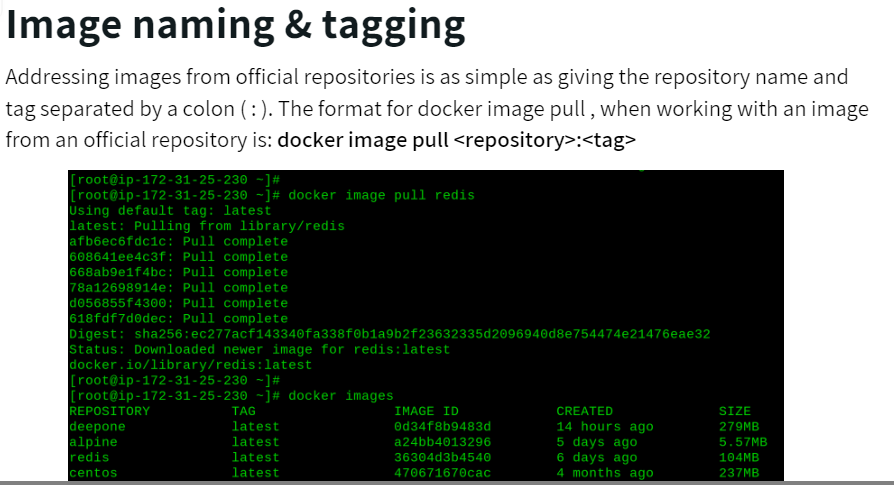 Image naming & tagging
Addressing images from official repositories is as simple as giving the repository name and
tag separated by a colon ( : ). The format for docker image pull , when working with an image
from an official repository is: docker image pull <repository>:<tag>
[root@ip-172-31-25-230 ~]#
[root@ip-172-31-25-230 ~]# docker image pull redis
Using default tag: latest
latest: Pulling from library/redis
afb6ec6fdc1c: Pull complete
608641ee4c3f: Pull complete
668ab9e1f4bc: Pull complete
78a12698914e: Pull complete
d056855f4300: Pull complete
618fdf7d0dec: Pull complete
Digest: sha256:ec277acf143340fa338f0b1a9b2f23632335d2096940d8e754474e21476eae32
Status: Downloaded newer image for redis:latest
docker.io/library/redis:latest
[root@ip-172-31-25-230 ~]#
[root@ip-172-31-25-230 ~]# docker images
REPOSITORY TAG IMAGE ID CREATED SIZE
deepone latest 0d34f8b9483d 14 hours ago 279MB
alpine latest a24bb4013296 5 days ago 5.57MB
redis latest 36304d3b4540 6 days ago 104MB
centos latest 470671670cac 4 months ago 237MB